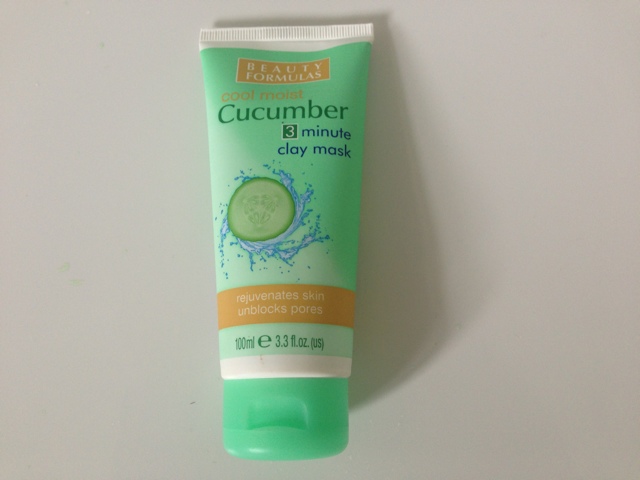 BEAUTY
FORMULAS
cool moist
Cucumber
3 minute
clay mask
rejuvenates skin
unblocks pores
100ml ℮ 3.3 fl.oz. (us)